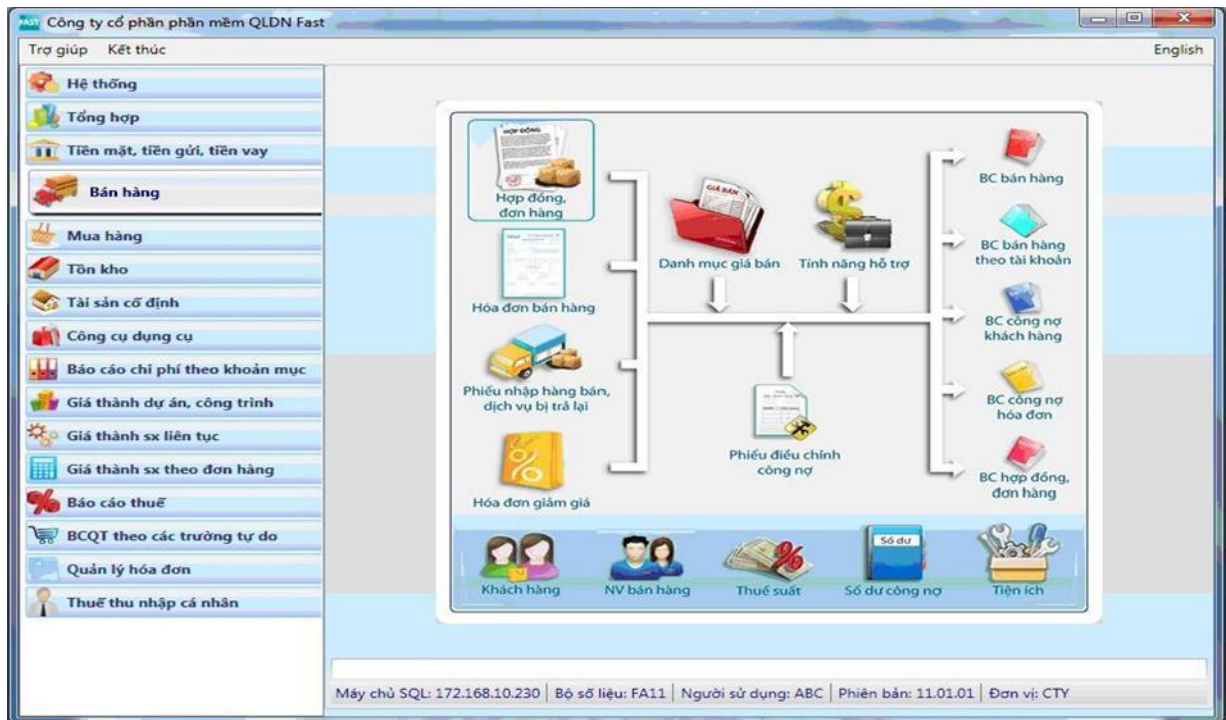 FAST Công ty cổ phần phần mềm QLDN Fast
Trợ giúp Kết thúc English
Hệ thống
Tổng hợp
Tiền mặt, tiền gửi, tiền vay
Bán hàng
Mua hàng
Tồn kho
Tài sản cố định
Công cụ dụng cụ
Báo cáo chi phí theo khoản mục
Giá thành dự án, công trình
Giá thành sx liên tục
Giá thành sx theo đơn hàng
Báo cáo thuế
BCQT theo các trường tự do
Quản lý hóa đơn
Thuế thu nhập cá nhân
HỢP ĐỒNG
Hợp đồng,
đơn hàng
Hóa đơn bán hàng
Phiếu nhập hàng bán,
dịch vụ bị trả lại
Hóa đơn giảm giá
GIÁ BÁN
Danh mục giá bán
Tính năng hỗ trợ
Phiếu điều chỉnh
công nợ
BC bán hàng
BC bán hàng
theo tài khoản
BC công nợ
khách hàng
BC công nợ
hóa đơn
BC hợp đồng,
đơn hàng
Khách hàng
NV bán hàng
Thuế suất
Số dư
Số dư công nợ
Tiện ích
Máy chủ SQL: 172.168.10.230 | Bộ số liệu: FA11 | Người sử dụng: ABC | Phiên bản: 11.01.01 | Đơn vị: CTY